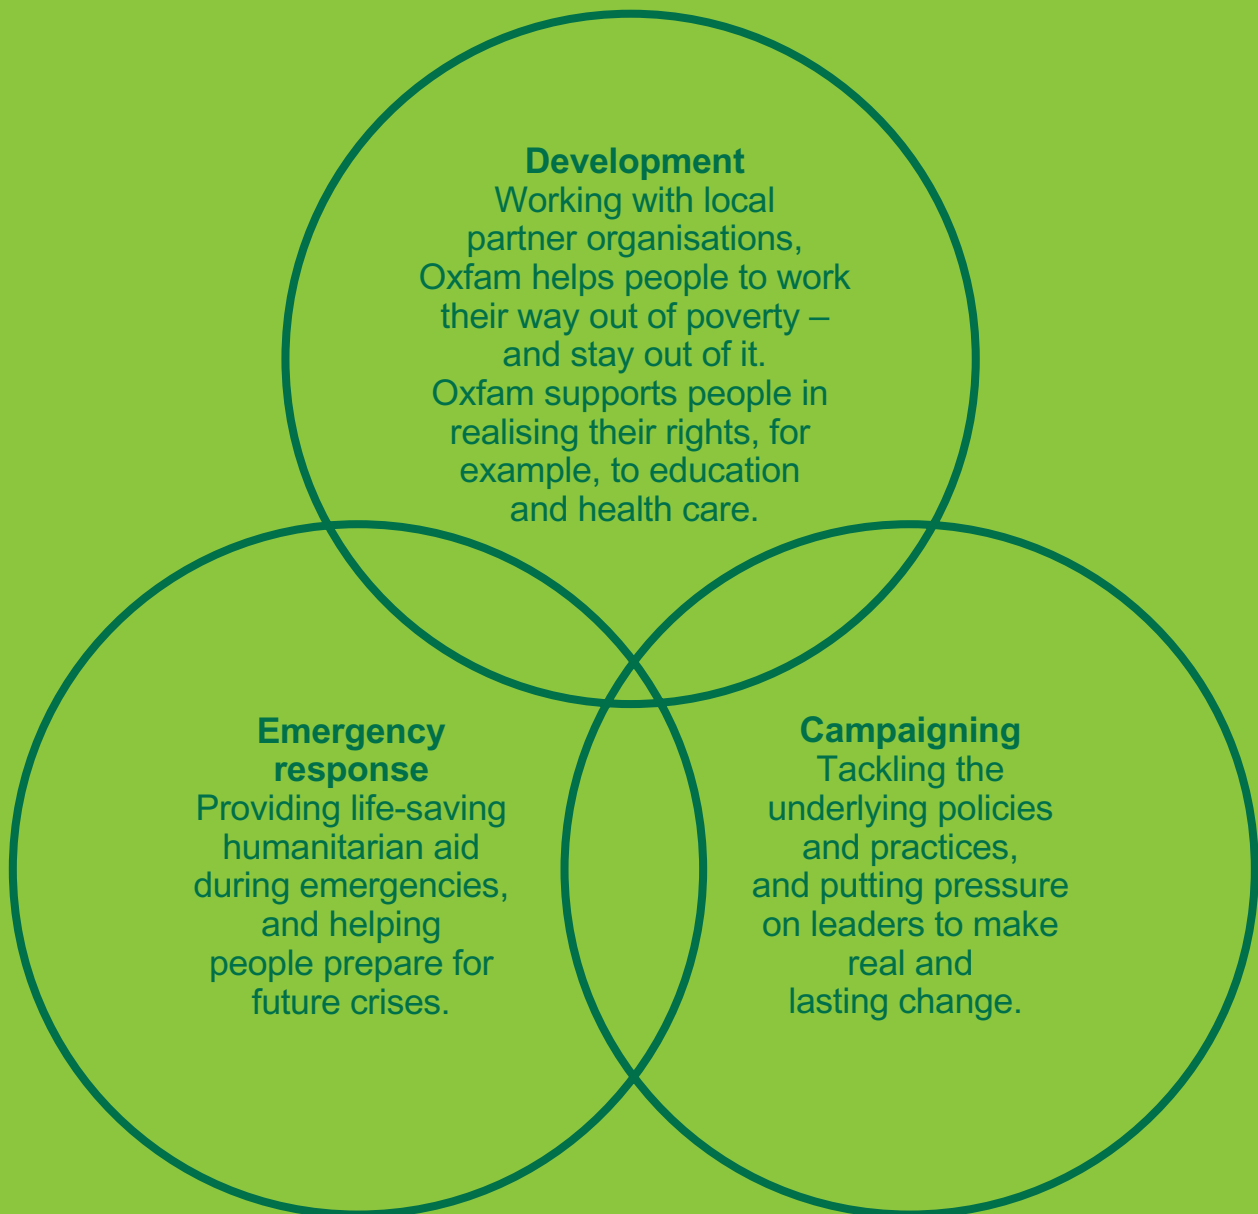 Development
Working with local
partner organisations,
Oxfam helps people to work
their way out of poverty –
and stay out of it.
Oxfam supports people in
realising their rights, for
example, to education
and health care.
Emergency
response
Providing life-saving
humanitarian aid
during emergencies,
and helping
people prepare for
future crises.
Campaigning
Tackling the
underlying policies
and practices,
and putting pressure
on leaders to make
real and
lasting change.